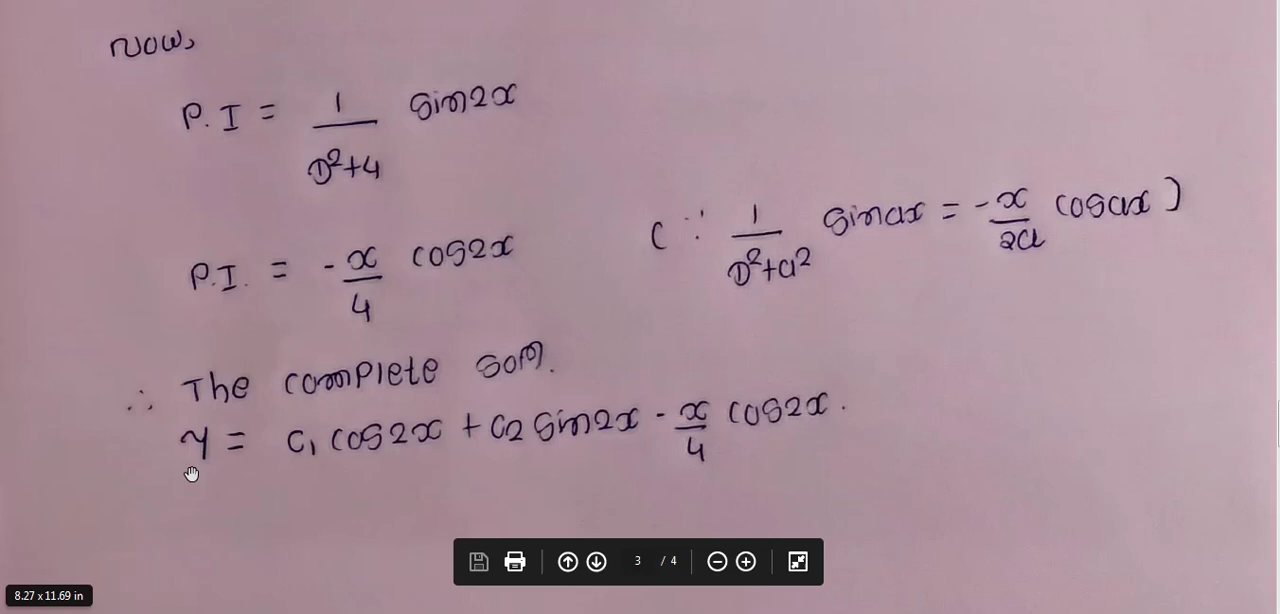 Now,
P.I = 1/(D²+4) Sin2x
P.I. = -x/4 cos2x (∵ 1/(D²+a²) sinax = -x/2a cosax)
∴ The complete som.
y = C₁ cos2x + C₂ sin2x - x/4 cos2x.
3 / 4
8.27 x 11.69 in